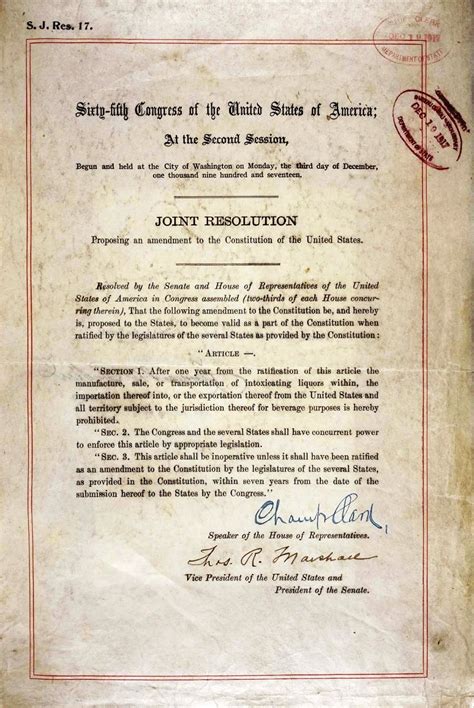 S. J. Res. 17.
DEC 19 1917
DEPARTMENT OF STATE
DEC 19 1917
DEPARTMENT OF STATE
Sixty-fifth Congress of the United States of America;
At the Second Session,
Begun and held at the City of Washington on Monday, the third day of December,
one thousand nine hundred and seventeen.
JOINT RESOLUTION
Proposing an amendment to the Constitution of the United States.
Resolved by the Senate and House of Representatives of the United
States of America in Congress assembled (two-thirds of each House concur-
ring therein), That the following amendment to the Constitution be, and hereby
is, proposed to the States, to become valid as a part of the Constitution when
ratified by the legislatures of the several States as provided by the Constitution:
"ARTICLE —.
"SECTION 1. After one year from the ratification of this article the
manufacture, sale, or transportation of intoxicating liquors within, the
importation thereof into, or the exportation thereof from the United States and
all territory subject to the jurisdiction thereof for beverage purposes is hereby
prohibited.
"SEC. 2. The Congress and the several States shall have concurrent power
to enforce this article by appropriate legislation.
"SEC. 3. This article shall be inoperative unless it shall have been ratified
as an amendment to the Constitution by the legislatures of the several States,
as provided in the Constitution, within seven years from the date of the
submission hereof to the States by the Congress."
Champ Clark,
Speaker of the House of Representatives.
Thos. R. Marshall
Vice President of the United States and
President of the Senate.